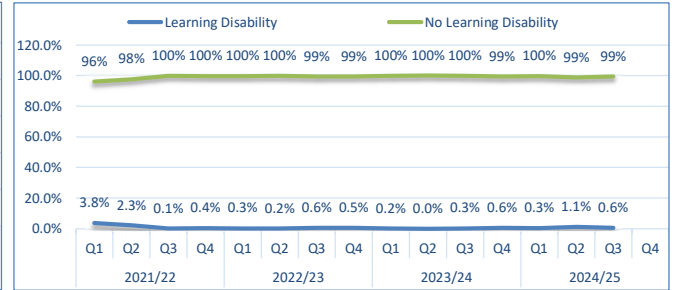 Learning Disability No Learning Disability
120.0%
96% 98% 100% 100% 100% 100% 99% 99% 100% 100% 100% 99% 100% 99% 99%
100.0%
80.0%
60.0%
40.0%
20.0%
3.8% 2.3% 0.1% 0.4% 0.3% 0.2% 0.6% 0.5% 0.2% 0.0% 0.3% 0.6% 0.3% 1.1% 0.6%
0.0%
Q1 Q2 Q3 Q4 Q1 Q2 Q3 Q4 Q1 Q2 Q3 Q4 Q1 Q2 Q3 Q4
2021/22 2022/23 2023/24 2024/25